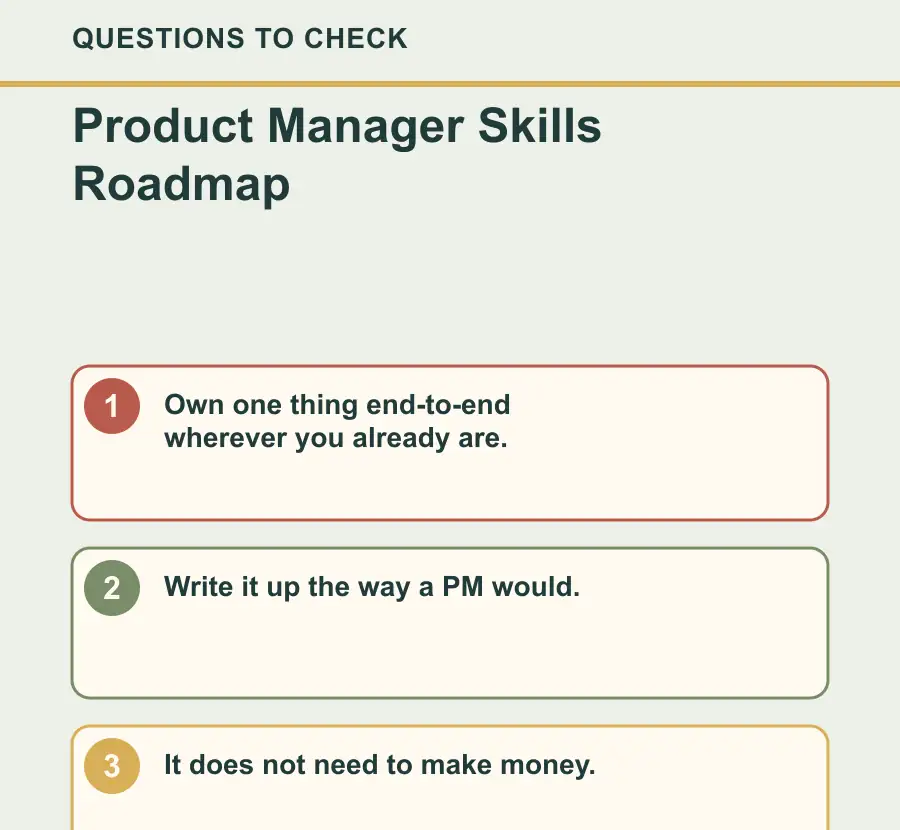 QUESTIONS TO CHECK
Product Manager Skills
Roadmap
1
Own one thing end-to-end
wherever you already are.
2
Write it up the way a PM would.
3
It does not need to make money.